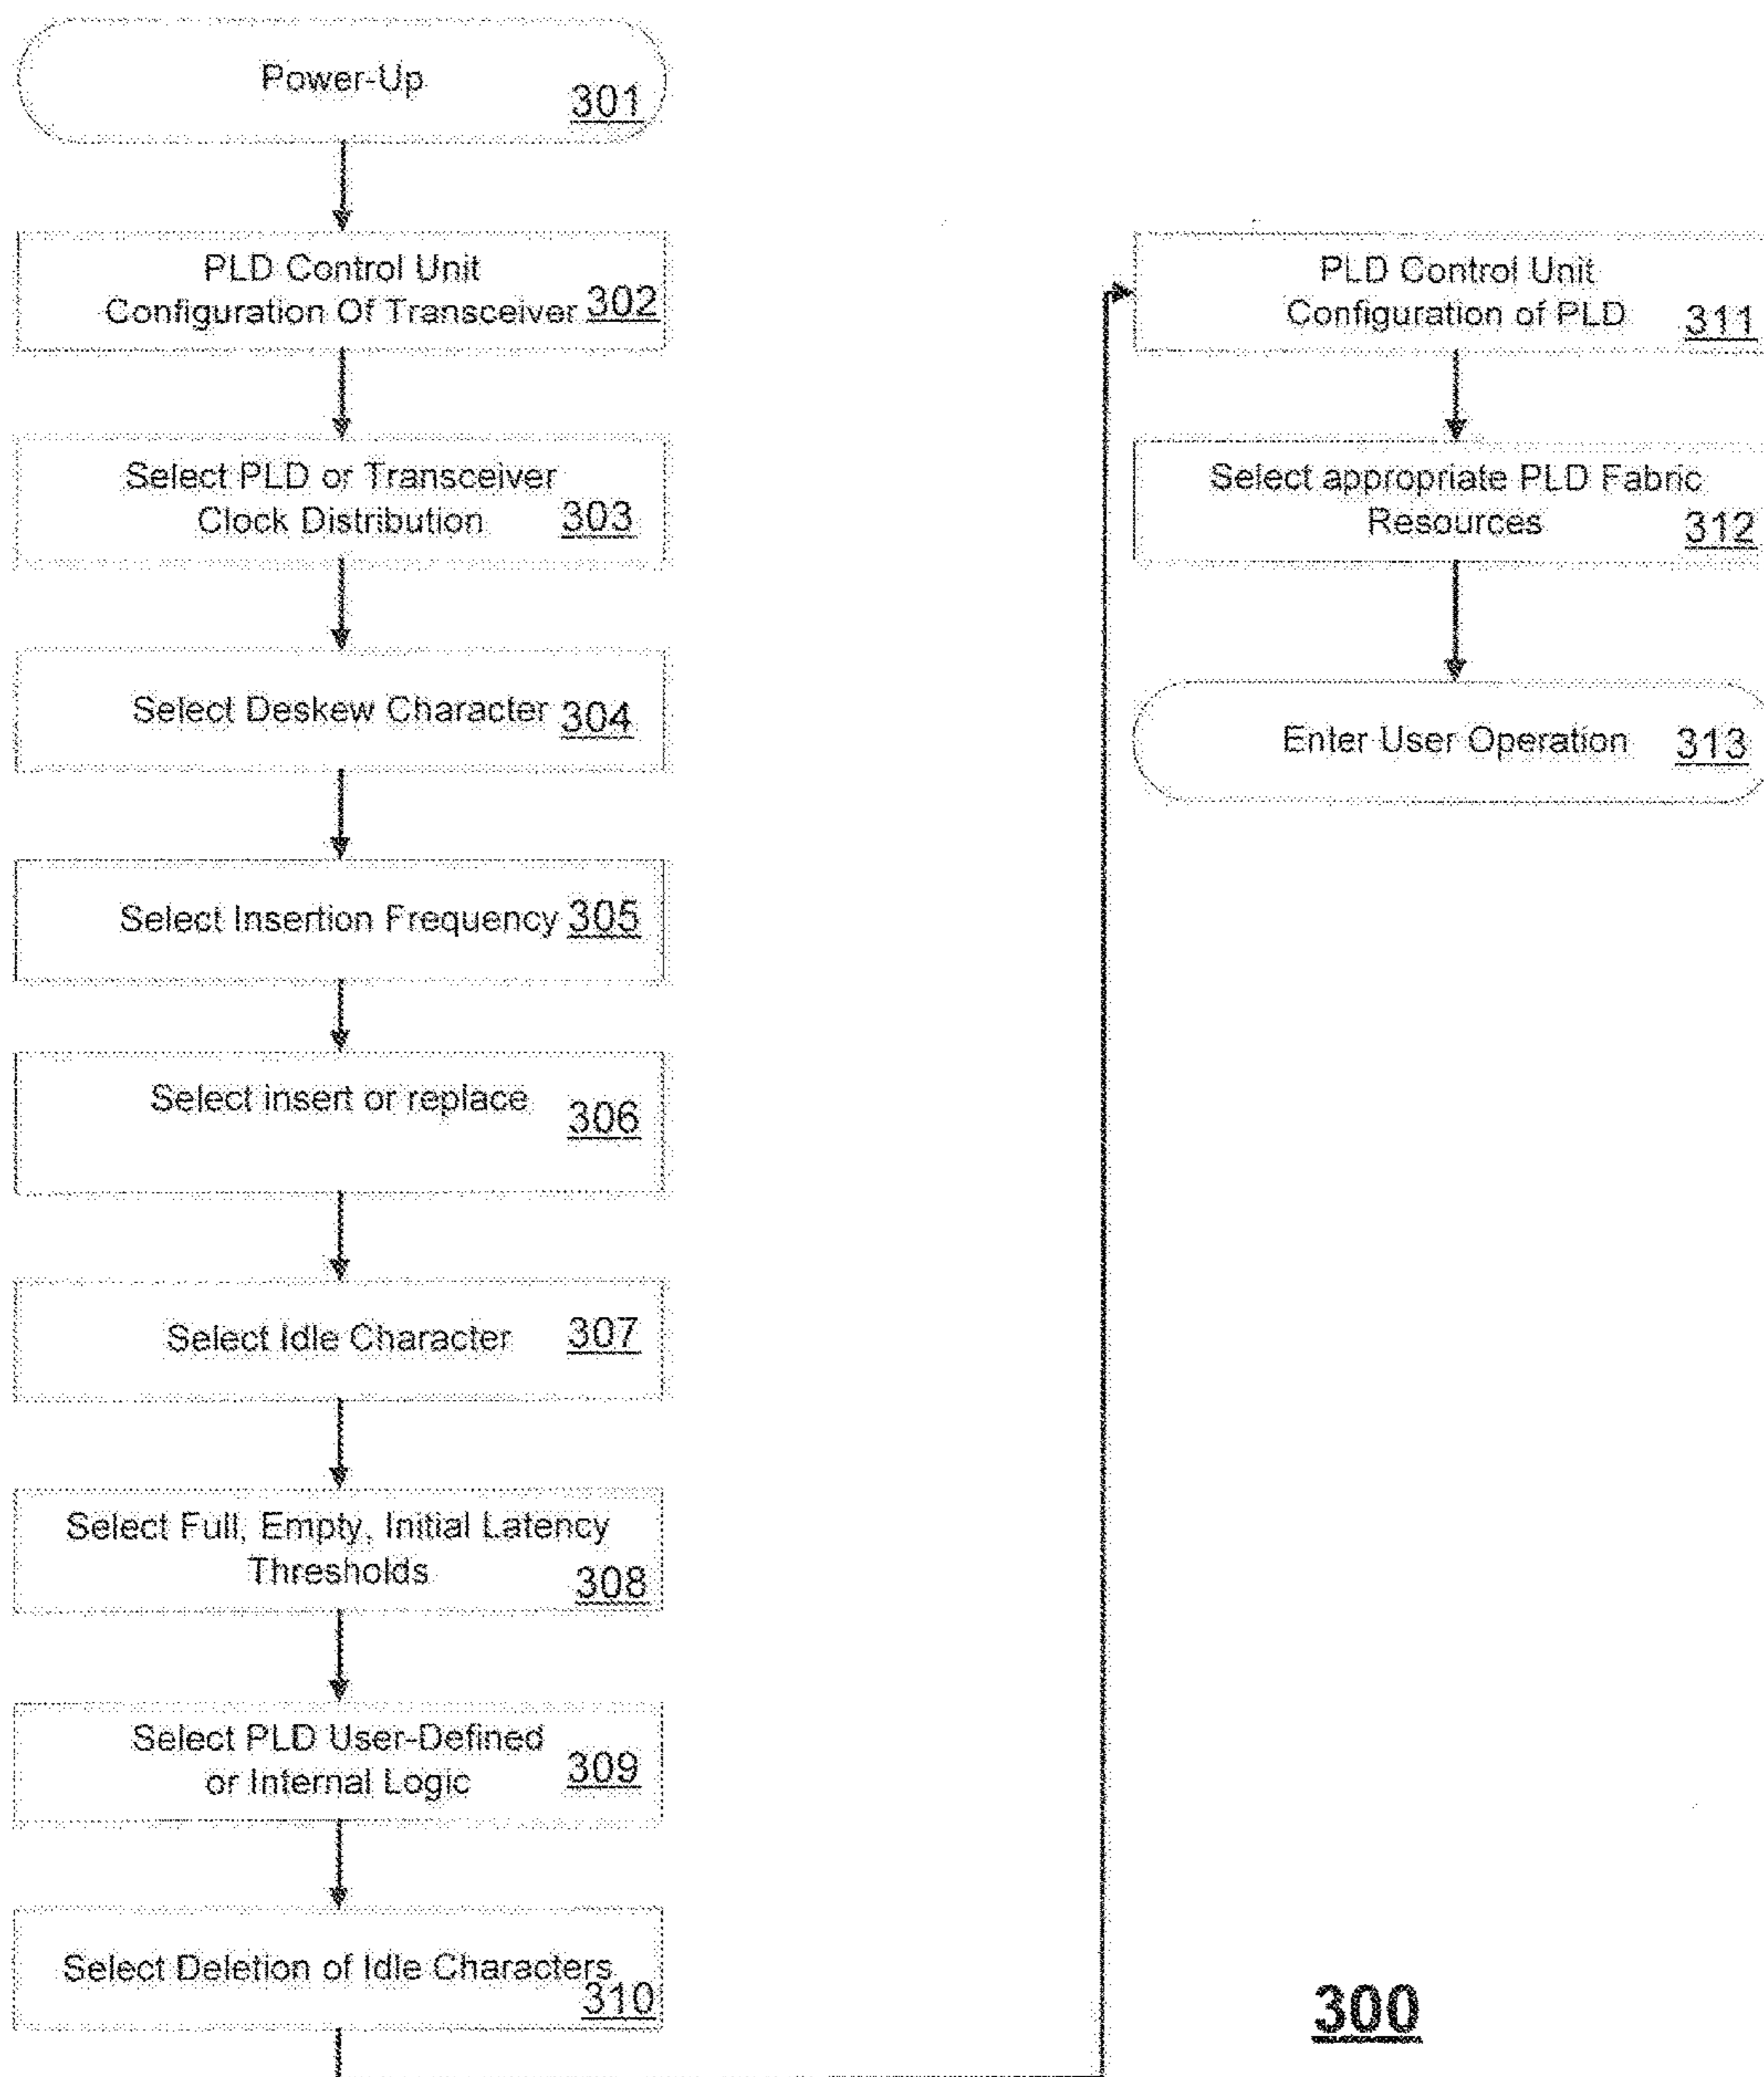 Power-Up
301
PLD Control Unit
Configuration Of Transceiver 302
Select PLD or Transceiver
Clock Distribution 303
Select Deskew Character 304
Select Insertion Frequency 305
Select insert or replace
306
Select Idle Character 307
Select Full, Empty, Initial Latency
Thresholds 308
Select PLD User-Defined
or Internal Logic 309
Select Deletion of Idle Characters
310
PLD Control Unit
Configuration of PLD 311
Select appropriate PLD Fabric
Resources 312
Enter User Operation 313
300